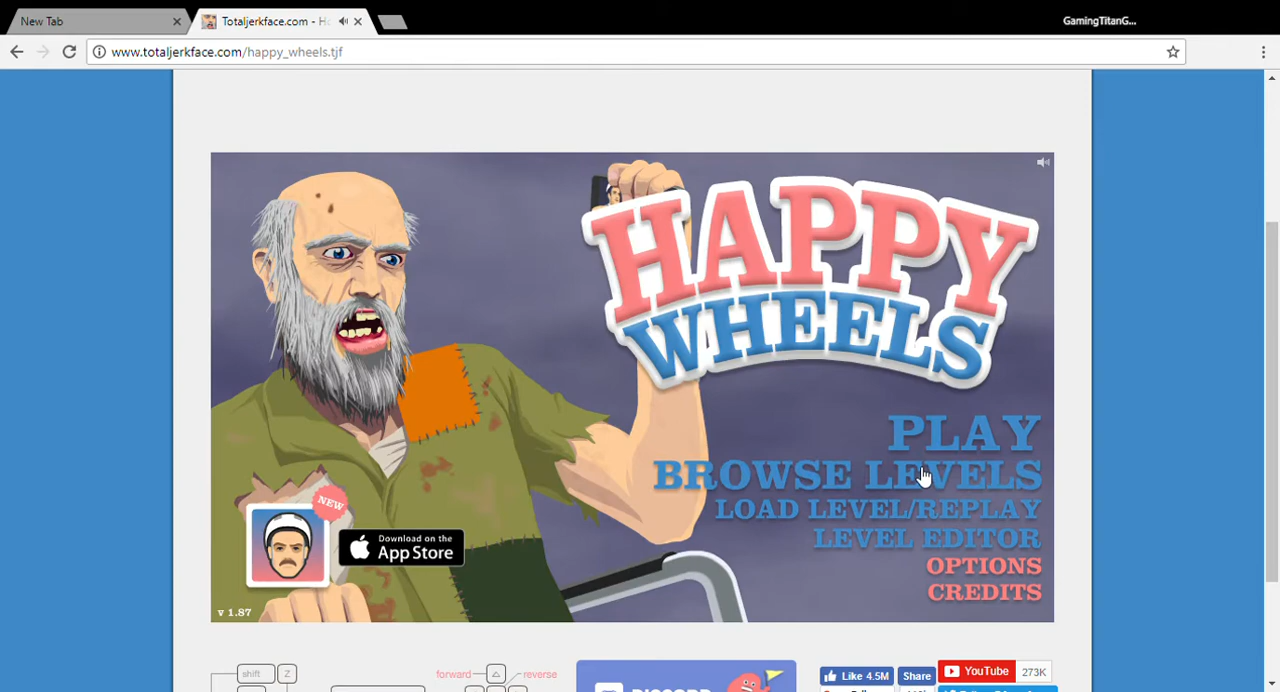 New Tab
Totaljerkface.com - Ho
GamingTitanG...
www.totaljerkface.com/happy_wheels.tjf
HAPPY
WHEELS
PLAY
BROWSE LEVELS
LOAD LEVEL/REPLAY
LEVEL EDITOR
OPTIONS
CREDITS
NEW
Download on the
App Store
v 1.87
shift Z
forward reverse
DISCORD
Like 4.5M Share YouTube 273K